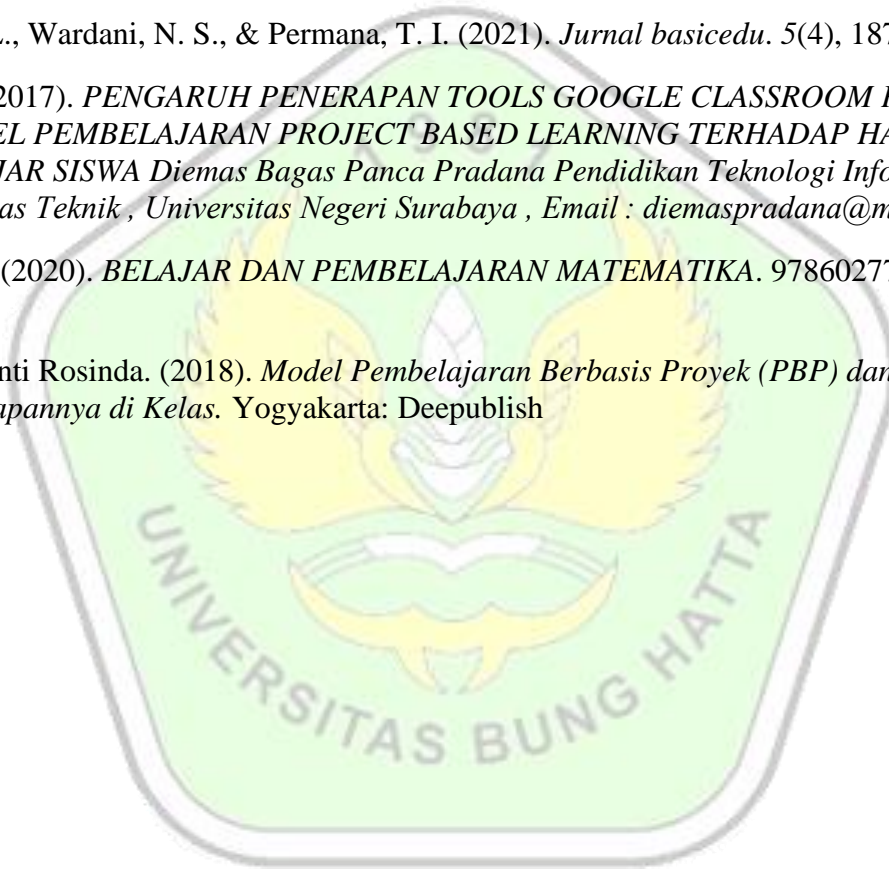 L., Wardani, N. S., & Permana, T. I. (2021). Jurnal basicedu. 5(4), 187
2017). PENGARUH PENERAPAN TOOLS GOOGLE CLASSROOM
EL PEMBELAJARAN PROJECT BASED LEARNING TERHADAP HA
JAR SISWA Diemas Bagas Panca Pradana Pendidikan Teknologi Info
as Teknik , Universitas Negeri Surabaya , Email : diemaspradana@m
(2020). BELAJAR DAN PEMBELAJARAN MATEMATIKA. 97860277
nti Rosinda. (2018). Model Pembelajaran Berbasis Proyek (PBP) dan
apannya di Kelas. Yogyakarta: Deepublish
1981
UNIVERSITAS BUNG HATTA